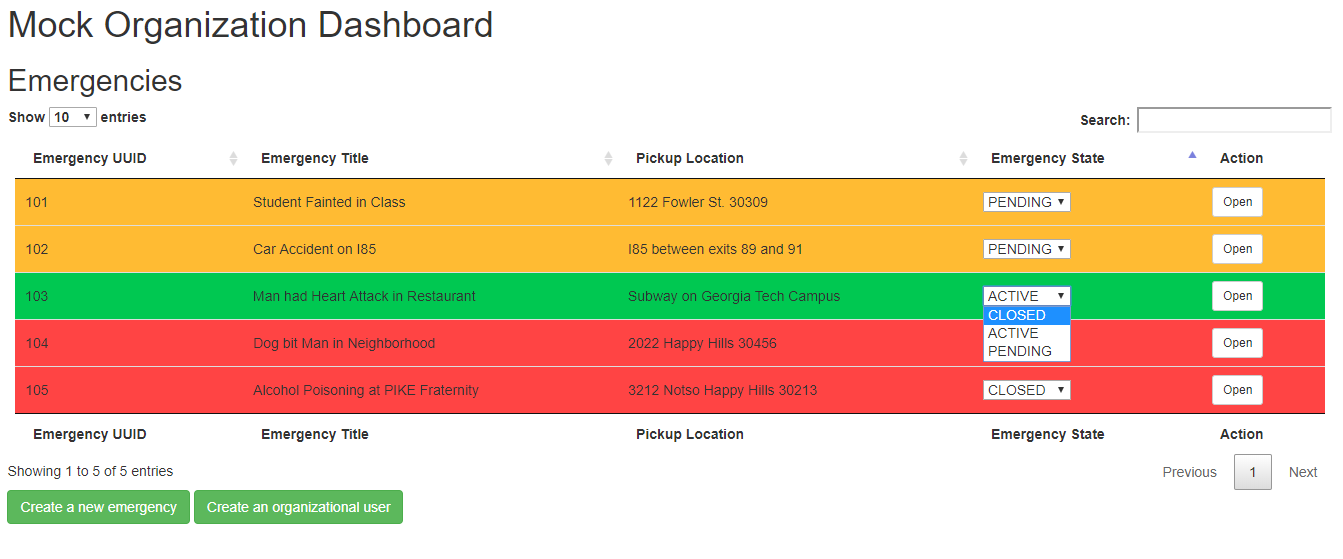 Mock Organization Dashboard
Emergencies
Show 10 entries
Search:
Emergency UUID Emergency Title Pickup Location Emergency State Action
101 Student Fainted in Class 1122 Fowler St. 30309 PENDING Open
102 Car Accident on I85 I85 between exits 89 and 91 PENDING Open
103 Man had Heart Attack in Restaurant Subway on Georgia Tech Campus ACTIVE Open
CLOSED
ACTIVE
PENDING
104 Dog bit Man in Neighborhood 2022 Happy Hills 30456 Open
105 Alcohol Poisoning at PIKE Fraternity 3212 Notso Happy Hills 30213 CLOSED Open
Emergency UUID Emergency Title Pickup Location Emergency State Action
Showing 1 to 5 of 5 entries
Previous 1 Next
Create a new emergency Create an organizational user